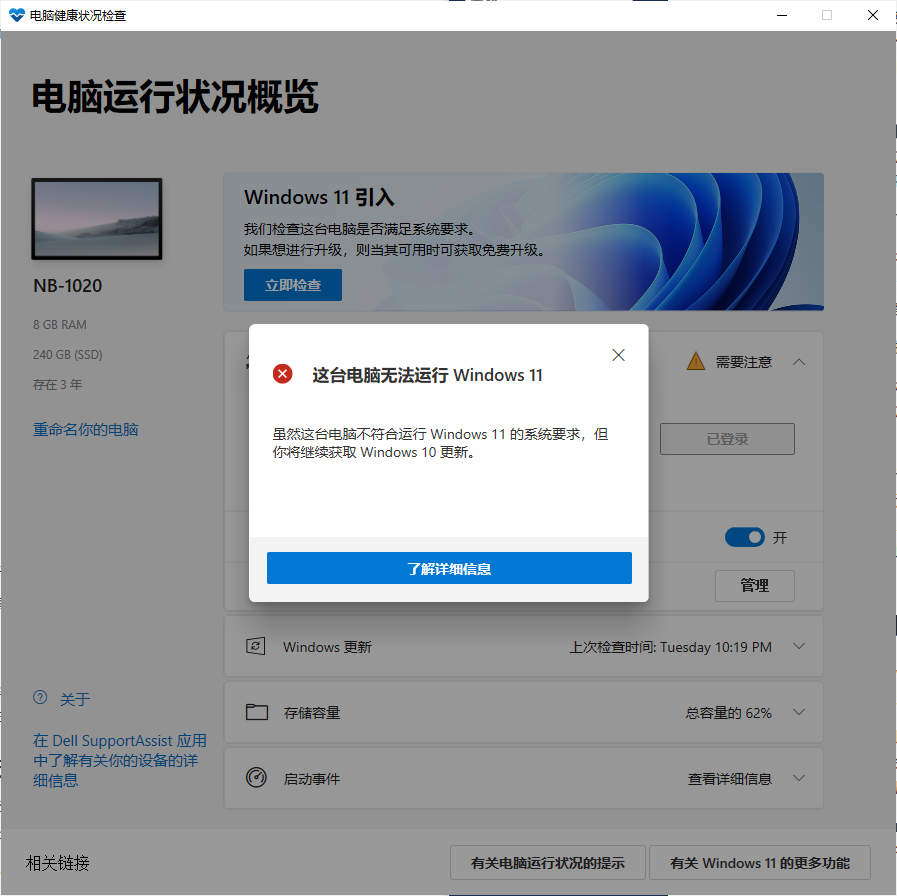 电脑健康状况检查
电脑运行状况概览
Windows 11 引入
我们检查这台电脑是否满足系统要求。
如果想进行升级，则当其可用时可获取免费升级。
立即检查
NB-1020
8 GB RAM
240 GB (SSD)
存在 3 年
重命名你的电脑
需要注意
这台电脑无法运行 Windows 11
虽然这台电脑不符合运行 Windows 11 的系统要求，但
你将继续获取 Windows 10 更新。
已登录
开
了解详细信息
管理
Windows 更新
上次检查时间: Tuesday 10:19 PM
关于
存储容量
总容量的 62%
在 Dell SupportAssist 应用
中了解有关你的设备的详
细信息
启动事件
查看详细信息
相关链接
有关电脑运行状况的提示
有关 Windows 11 的更多功能